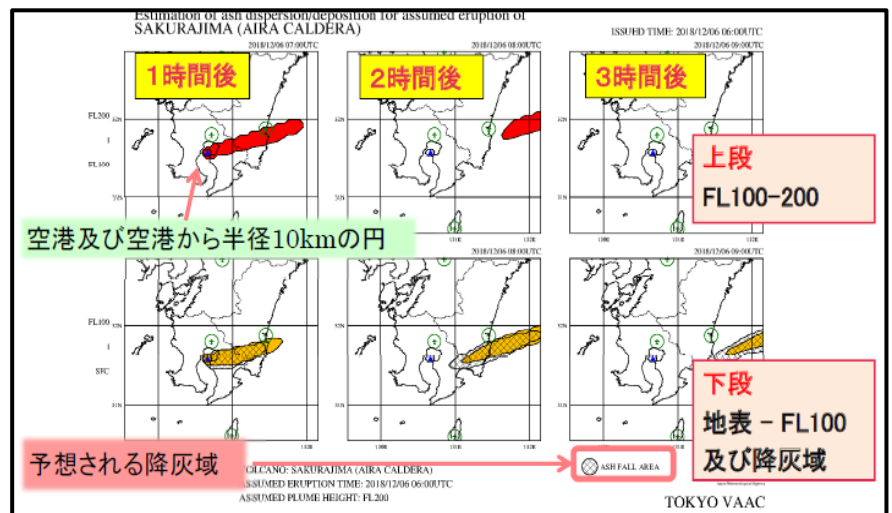 Estimation of ash dispersion/deposition for assumed eruption of
SAKURAJIMA (AIRA CALDERA)
ISSUED TIME: 2018/12/06 06:00UTC
2018/12/06 07:00UTC
2018/12/06 08:00UTC
2018/12/06 09:00UTC
1時間後
2時間後
3時間後
FL200
FL100
上段
FL100-200
空港及び空港から半径10kmの円
2018/12/06 08:00UTC
2018/12/06 09:00UTC
FL100
SFC
下段
地表 - FL100
及び降灰域
予想される降灰域
VOLCANO: SAKURAJIMA (AIRA CALDERA)
ASSUMED ERUPTION TIME: 2018/12/06 06:00UTC
ASSUMED PLUME HEIGHT: FL200
ASH FALL AREA
TOKYO VAAC